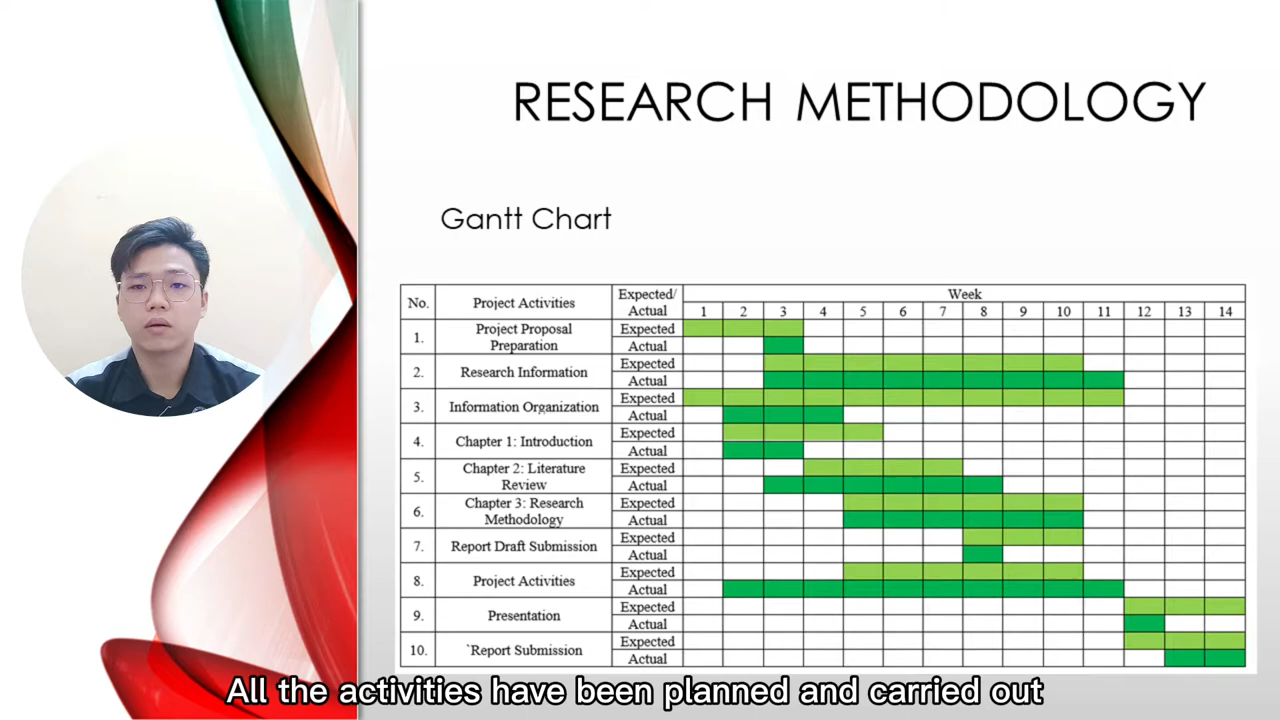 RESEARCH METHODOLOGY
Gantt Chart
No. Project Activities Expected/ Actual Week
1 2 3 4 5 6 7 8 9 10 11 12 13 14
1. Project Proposal Preparation Expected
Actual
2. Research Information Expected
Actual
3. Information Organization Expected
Actual
4. Chapter 1: Introduction Expected
Actual
5. Chapter 2: Literature Review Expected
Actual
6. Chapter 3: Research Methodology Expected
Actual
7. Report Draft Submission Expected
Actual
8. Project Activities Expected
Actual
9. Presentation Expected
Actual
10. `Report Submission Expected
Actual
All the activities have been planned and carried out